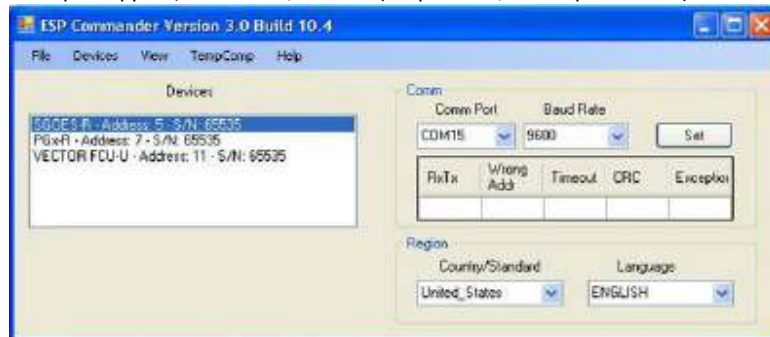 ESP Commander Version 3.0 Build 10.4
File Devices View TempComp Help
Devices
SGOES-R - Address: 5 - S/N: 65535
PGx-R - Address: 7 - S/N: 65535
VECTOR FCU-U - Address: 11 - S/N: 65535
Comm
Comm Port Baud Rate
COM15 9600 Set
RxTx Wrong Addr Timeout CRC Exception
Region
Country/Standard Language
United_States ENGLISH